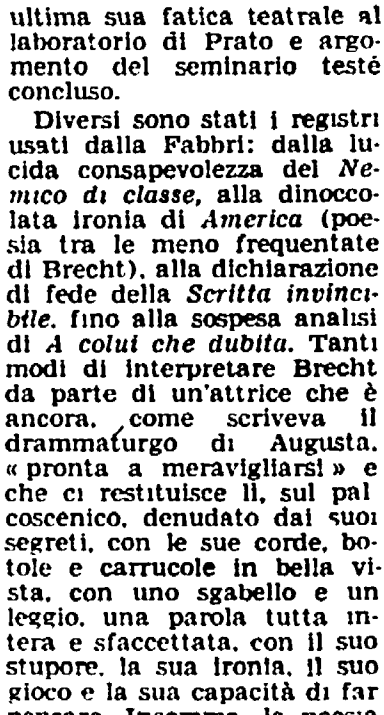 ultima sua fatica teatrale al
laboratorio di Prato e argo-
mento del seminario testé
concluso.
Diversi sono stati i registri
usati dalla Fabbri: dalla lu-
cida consapevolezza del Ne-
mico di classe, alla dinocco-
lata ironia di America (poe-
sia tra le meno frequentate
di Brecht), alla dichiarazione
di fede della Scritta invinci-
bile, fino alla sospesa analisi
di A colui che dubita. Tanti
modi di interpretare Brecht
da parte di un'attrice che è
ancora, come scriveva il
drammaturgo di Augusta,
« pronta a meravigliarsi » e
che ci restituisce lì, sul pal
coscenico, denudato dai suoi
segreti, con le sue corde, bo-
tole e carrucole in bella vi-
sta, con uno sgabello e un
leggio, una parola tutta in-
tera e sfaccettata, con il suo
stupore, la sua ironia, il suo
gioco e la sua capacità di far